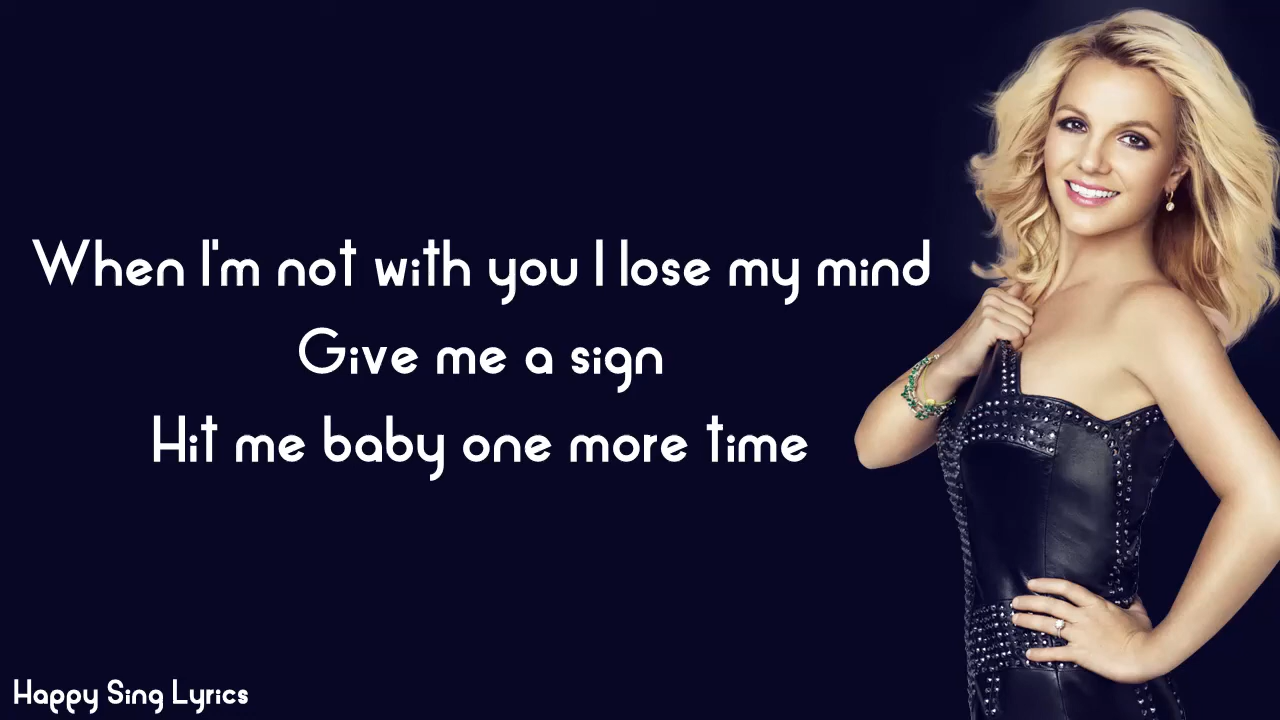 When I'm not with you I lose my mind
Give me a sign
Hit me baby one more time
Happy Sing Lyrics